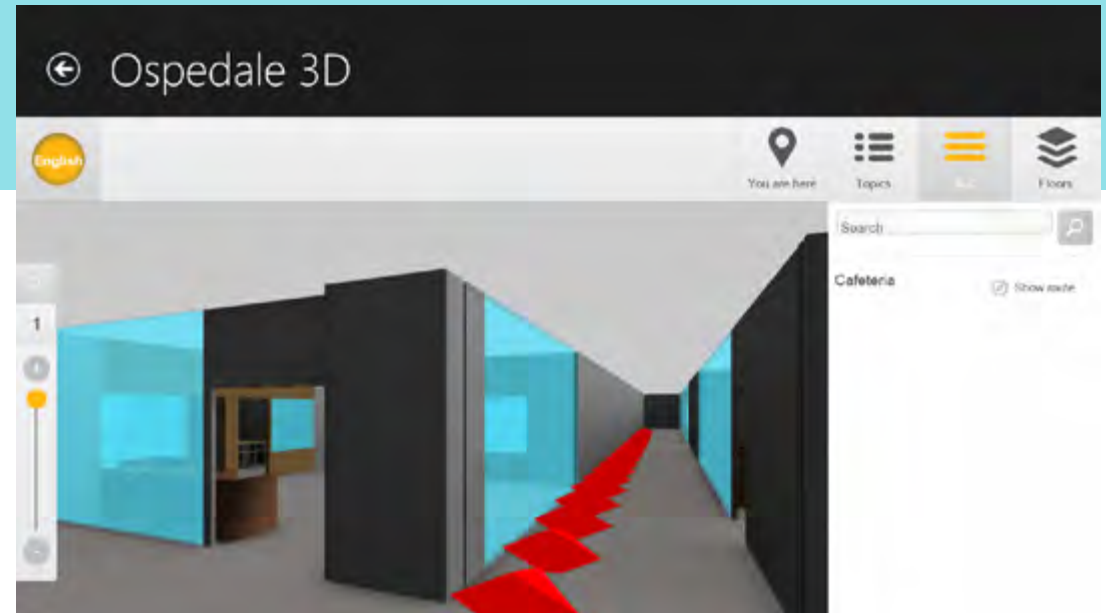 Ospedale 3D
English
You are here
Topics
Floors
Search
Cafeteria
Show route
1